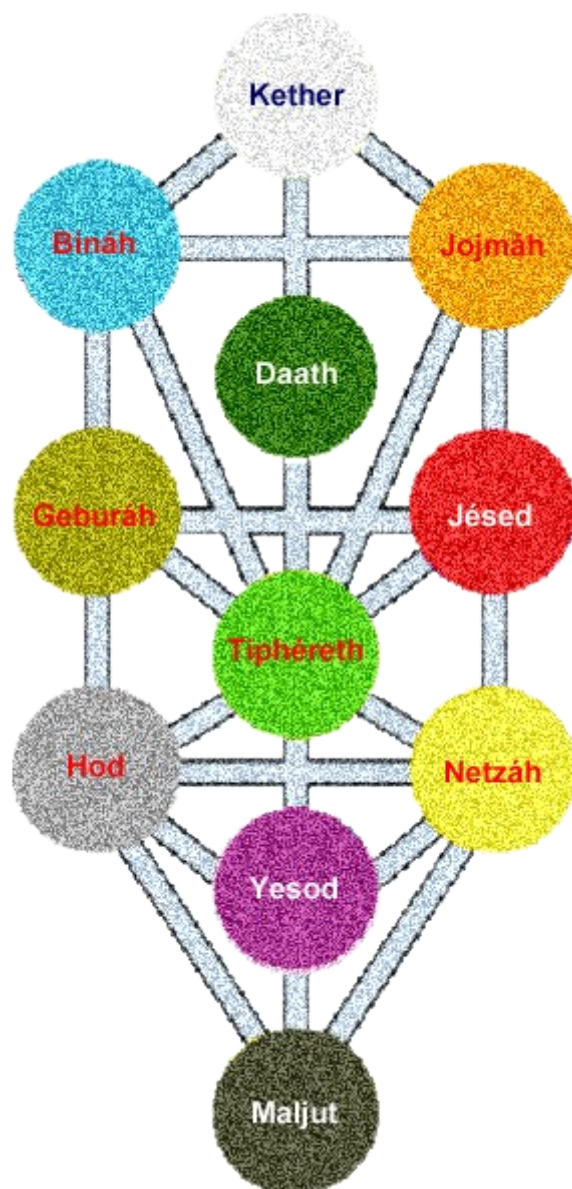 Kether
Bináh
Jojmáh
Daath
Geburáh
Jésed
Tiphéreth
Hod
Netzáh
Yesod
Maljut